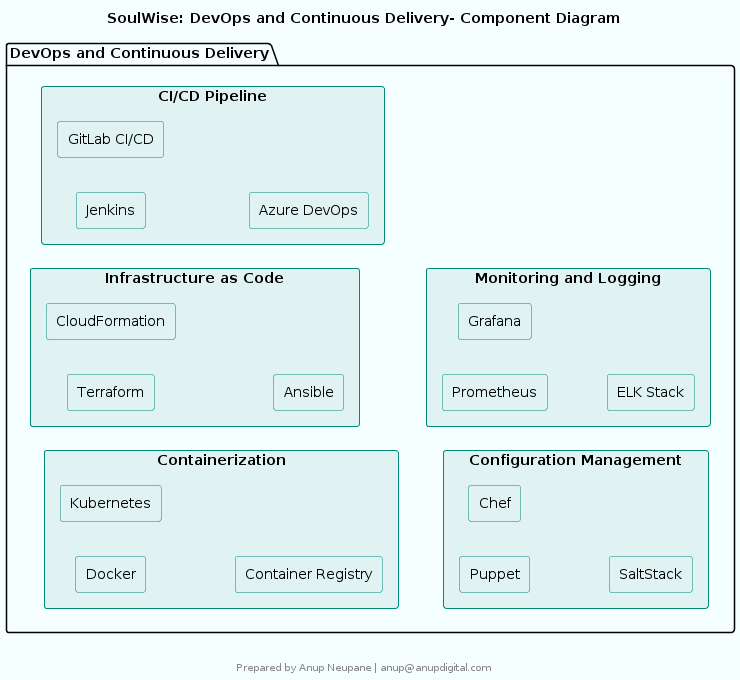 SoulWise: DevOps and Continuous Delivery- Component Diagram
DevOps and Continuous Delivery
CI/CD Pipeline
GitLab CI/CD
Jenkins
Azure DevOps
Infrastructure as Code
CloudFormation
Terraform
Ansible
Monitoring and Logging
Grafana
Prometheus
ELK Stack
Containerization
Kubernetes
Docker
Container Registry
Configuration Management
Chef
Puppet
SaltStack
Prepared by Anup Neupane | anup@anupdigital.com